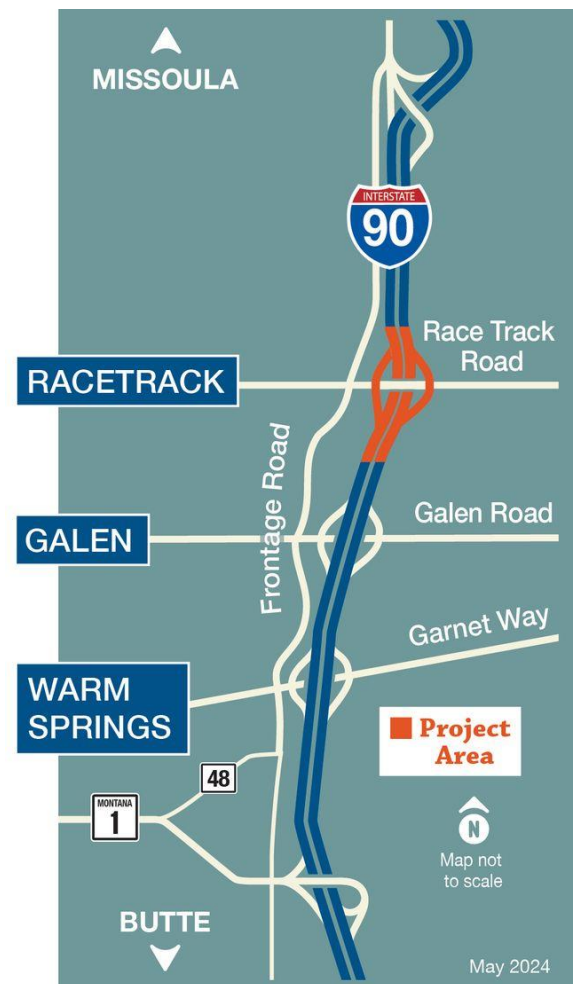 MISSOULA
INTERSTATE
90
Race Track
Road
RACETRACK
Frontage Road
Galen Road
GALEN
Garnet Way
WARM
SPRINGS
Project
Area
48
MONTANA
1
N
Map not
to scale
BUTTE
May 2024